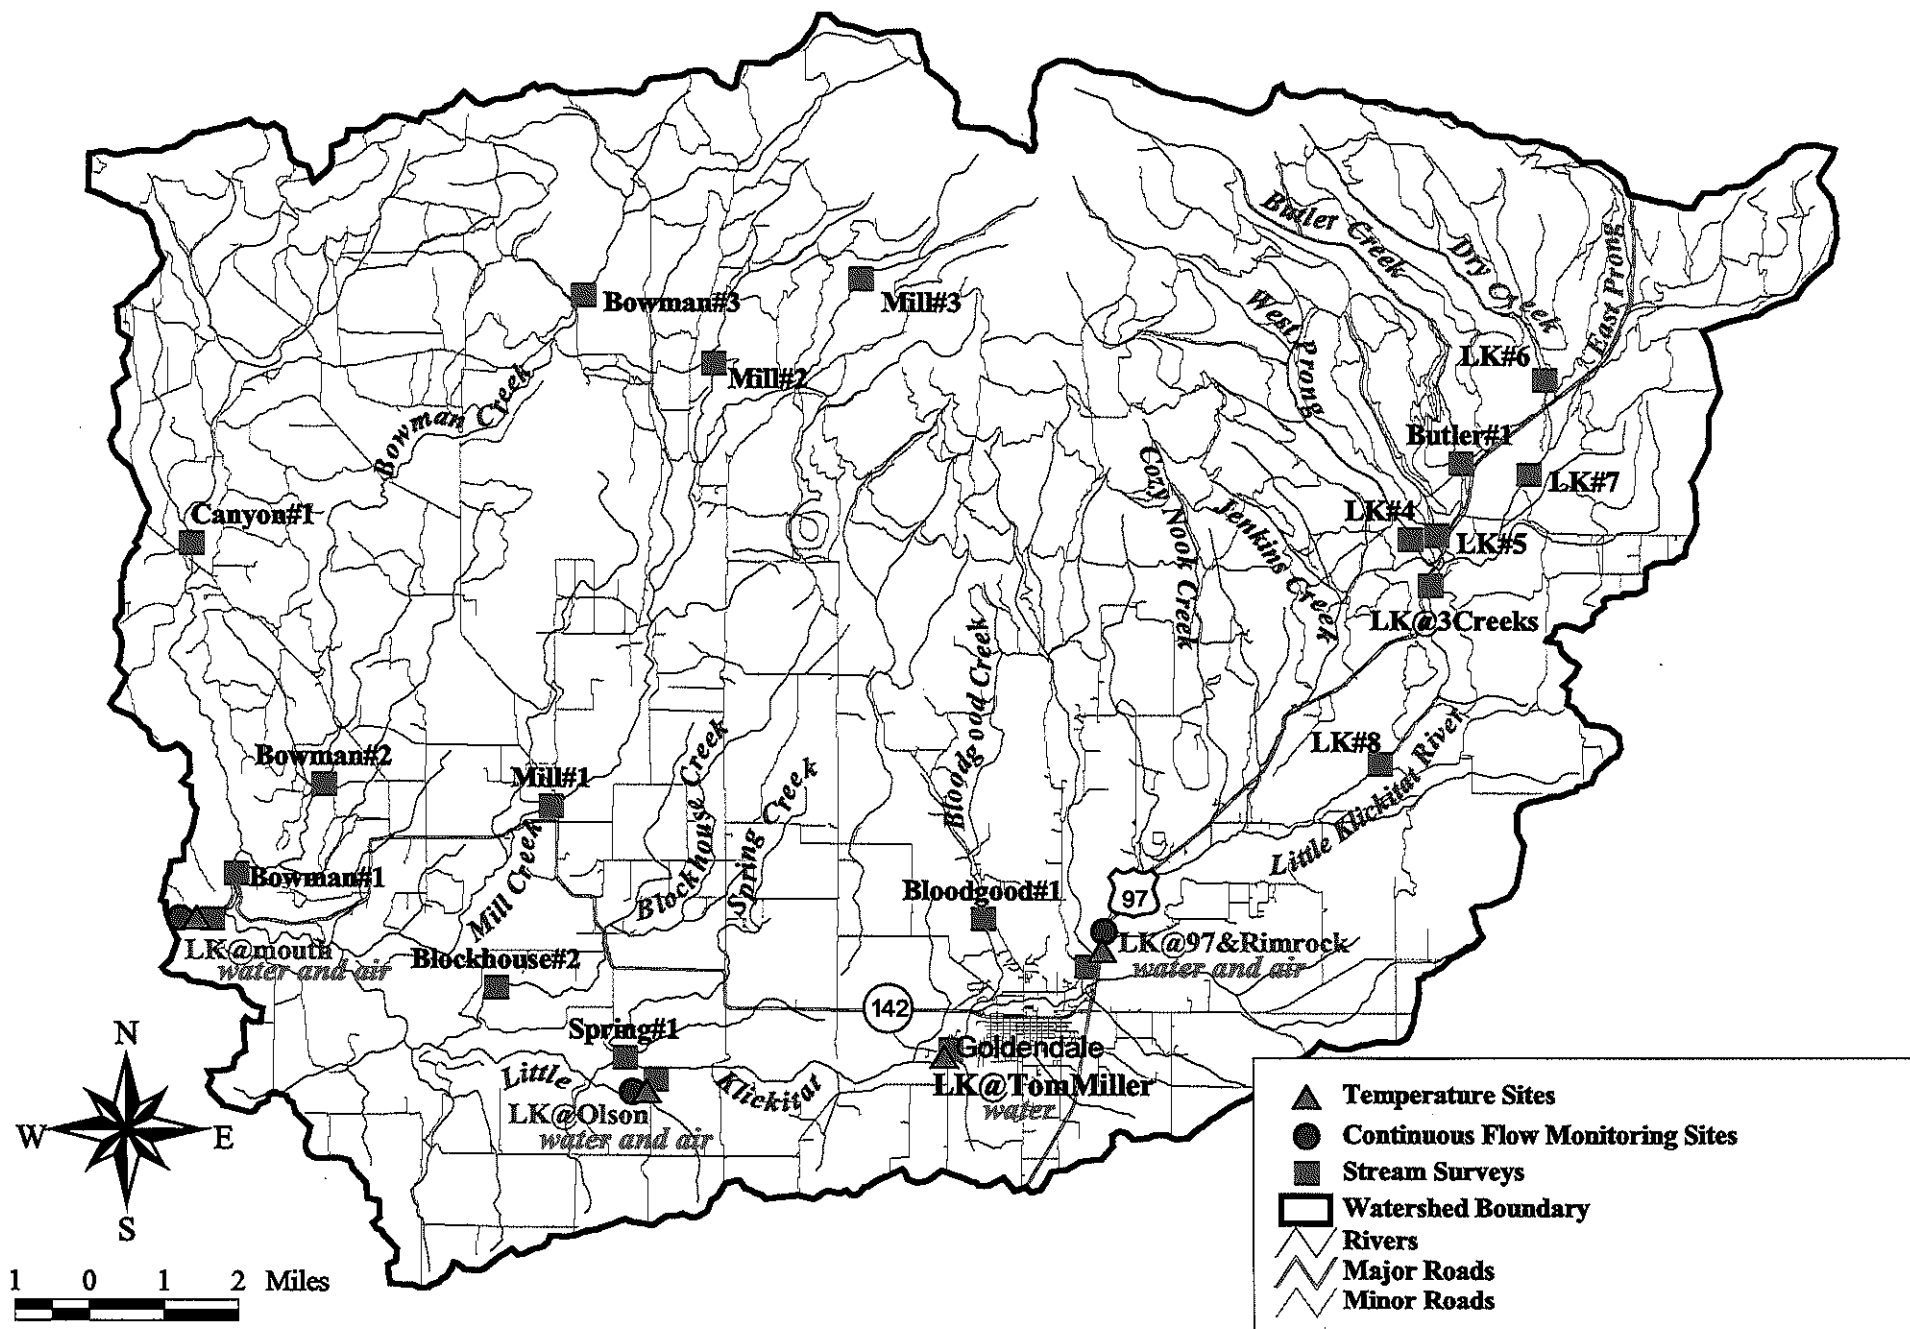 Butler Creek
Dry Creek
East Prong
Bowman#3
Mill#3
West Prong
LK#6
Mill#2
Bowman Creek
Butler#1
Cozy Nook Creek
LK#7
Canyon#1
Jenkins Creek
LK#4
LK#5
LK@3Creeks
Bloodgood Creek
Bowman#2
Mill#1
Blockhouse Creek
Spring Creek
LK#8
Little Klickitat River
Bowman#1
Mill Creek
Bloodgood#1
97
LK@mouth
water and air
Blockhouse#2
LK@97&Rimrock
water and air
142
Spring#1
Goldendale
Little Klickitat
LK@TomMiller
water
LK@Olson
water and air
N
W E
S
1 0 1 2 Miles
Temperature Sites
Continuous Flow Monitoring Sites
Stream Surveys
Watershed Boundary
Rivers
Major Roads
Minor Roads